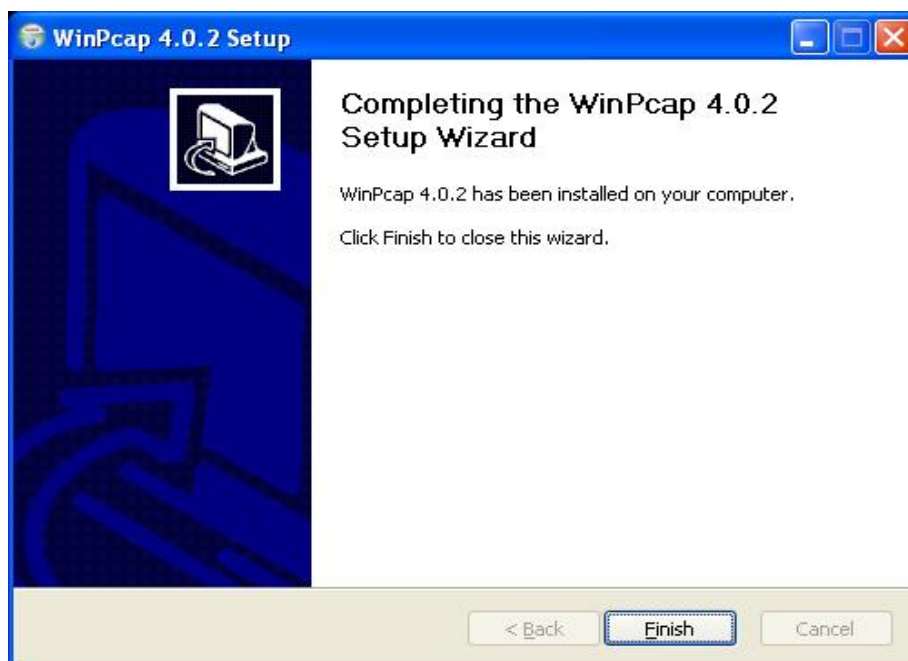 WinPcap 4.0.2 Setup
Completing the WinPcap 4.0.2
Setup Wizard
WinPcap 4.0.2 has been installed on your computer.
Click Finish to close this wizard.
< Back
Finish
Cancel